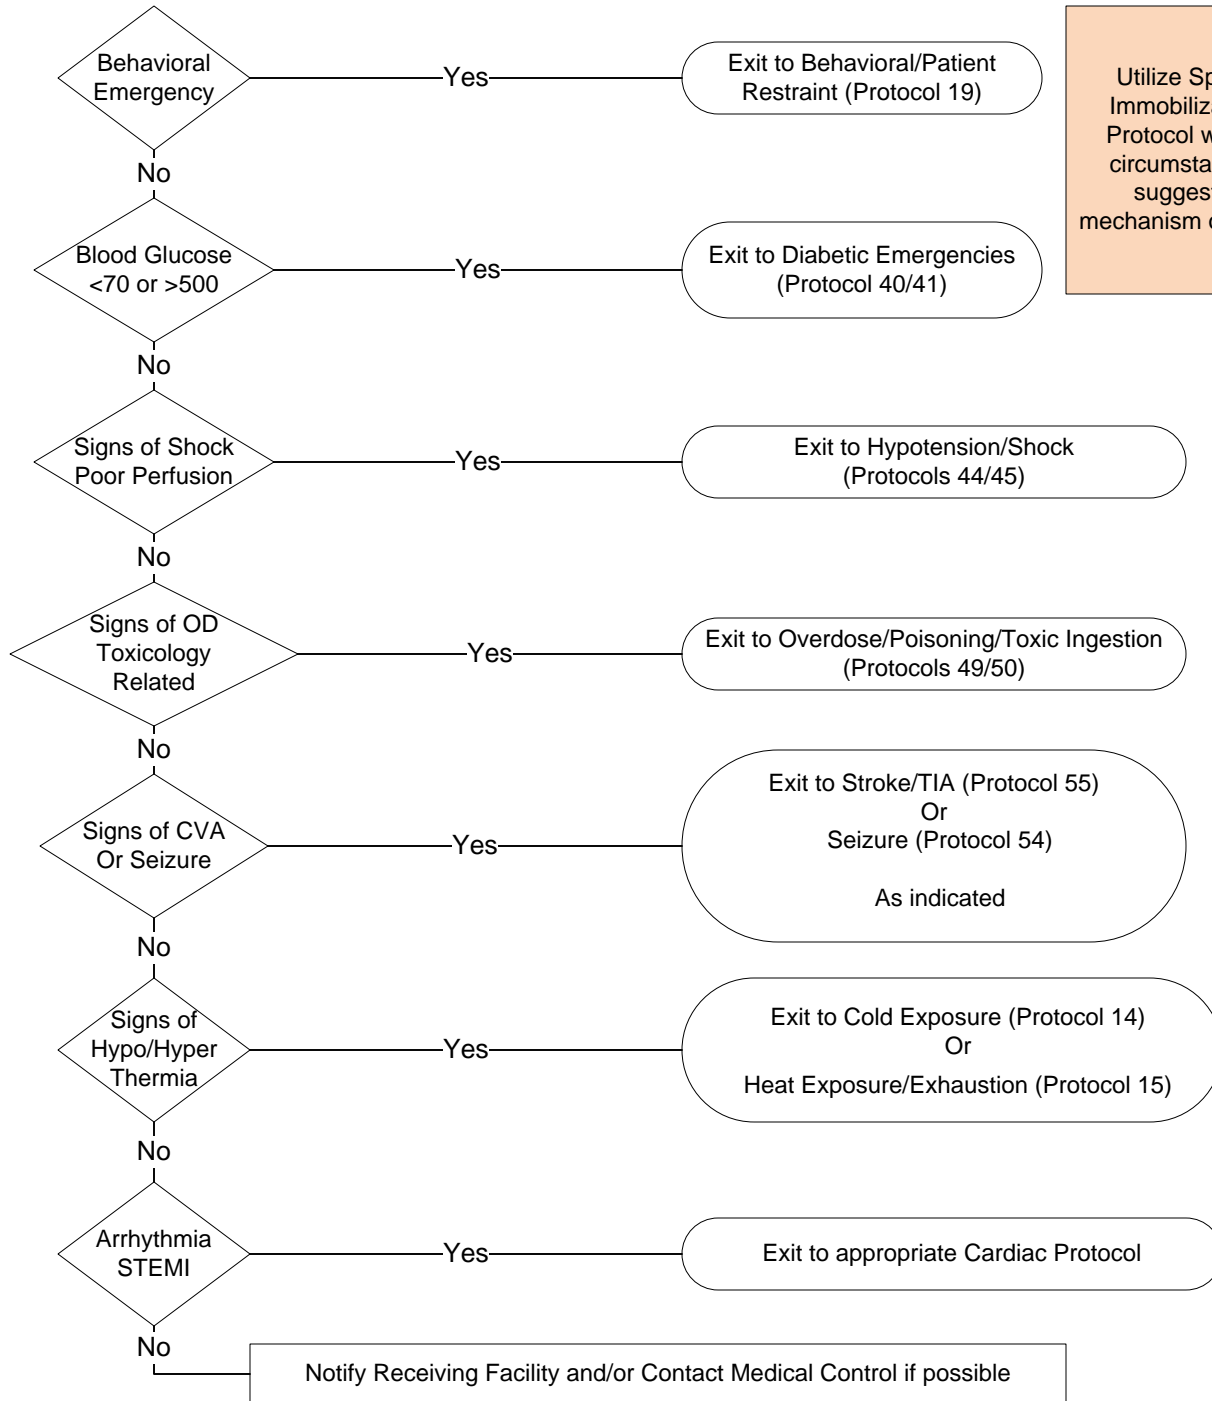 Behavioral
Emergency
Yes
Exit to Behavioral/Patient
Restraint (Protocol 19)
Utilize
Protocol
mechanism
No
Blood Glucose
<70 or >500
Yes
Exit to Diabetic Emergencies
(Protocol 40/41)
No
Signs of Shock
Poor Perfusion
Yes
Exit to Hypotension/Shock
(Protocols 44/45)
No
Signs of OD
Toxicology
Related
Yes
Exit to Overdose/Poisoning/Toxic Ingestion
(Protocols 49/50)
No
Signs of CVA
Or Seizure
Yes
Exit to Stroke/TIA (Protocol 55)
Or
Seizure (Protocol 54)
As indicated
No
Signs of
Hypo/Hyper
Thermia
Yes
Exit to Cold Exposure (Protocol 14)
Or
Heat Exposure/Exhaustion (Protocol 15)
No
Arrhythmia
STEMI
Yes
Exit to appropriate Cardiac Protocol
No
Notify Receiving Facility and/or Contact Medical Control if possible